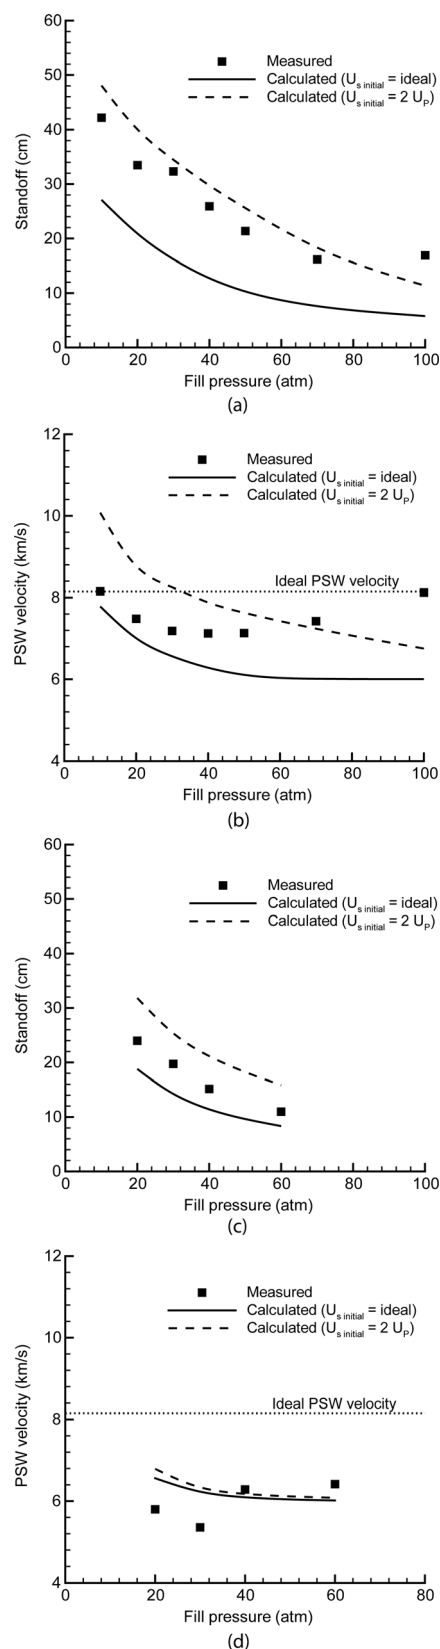 60
50
40
30
20
10
0
Standoff (cm)
Measured
Calculated (Us initial = ideal)
Calculated (Us initial = 2 UP)
0 20 40 60 80 100
Fill pressure (atm)
(a)
12
10
8
6
4
PSW velocity (km/s)
Measured
Calculated (Us initial = ideal)
Calculated (Us initial = 2 UP)
Ideal PSW velocity
0 20 40 60 80 100
Fill pressure (atm)
(b)
60
50
40
30
20
10
0
Standoff (cm)
Measured
Calculated (Us initial = ideal)
Calculated (Us initial = 2 UP)
0 20 40 60 80 100
Fill pressure (atm)
(c)
12
10
8
6
4
PSW velocity (km/s)
Measured
Calculated (Us initial = ideal)
Calculated (Us initial = 2 UP)
Ideal PSW velocity
0 20 40 60 80
Fill pressure (atm)
(d)